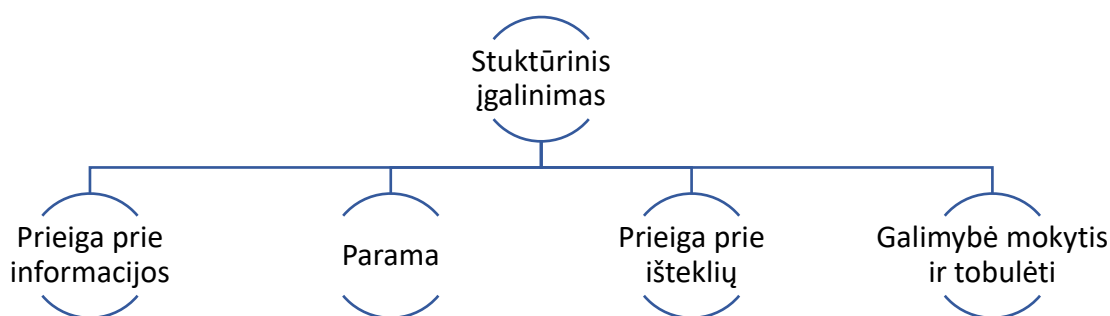 Stuktūrinis
įgalinimas
Prieiga prie
informacijos
Parama
Prieiga prie
išteklių
Galimybė mokytis
ir tobulėti